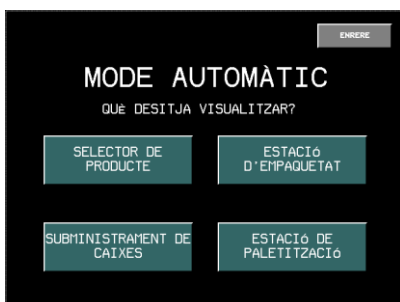 ENRERE
MODE AUTOMÀTIC
QUè DESITJA VISUALITZAR?
SELECTOR DE
PRODUCTE
ESTACIó
D'EMPAQUETAT
SUBMINISTRAMENT DE
CAIXES
ESTACIó DE
PALETITZACIó